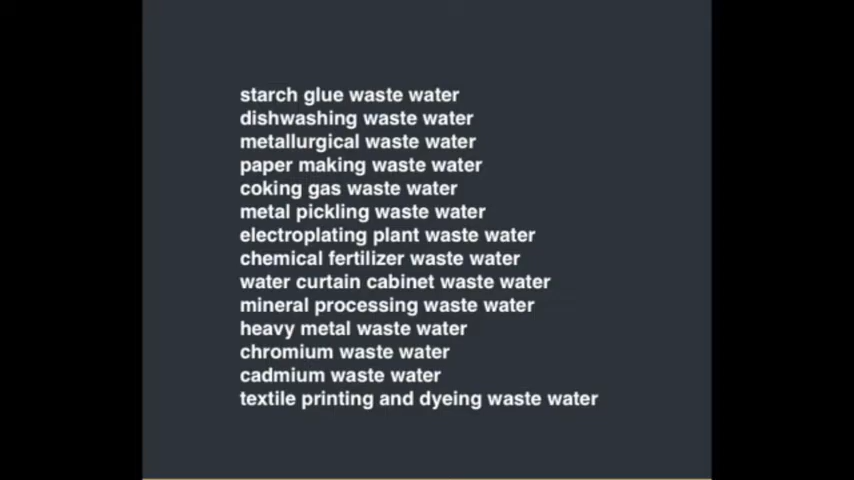 starch glue waste water
dishwashing waste water
metallurgical waste water
paper making waste water
coking gas waste water
metal pickling waste water
electroplating plant waste water
chemical fertilizer waste water
water curtain cabinet waste water
mineral processing waste water
heavy metal waste water
chromium waste water
cadmium waste water
textile printing and dyeing waste water